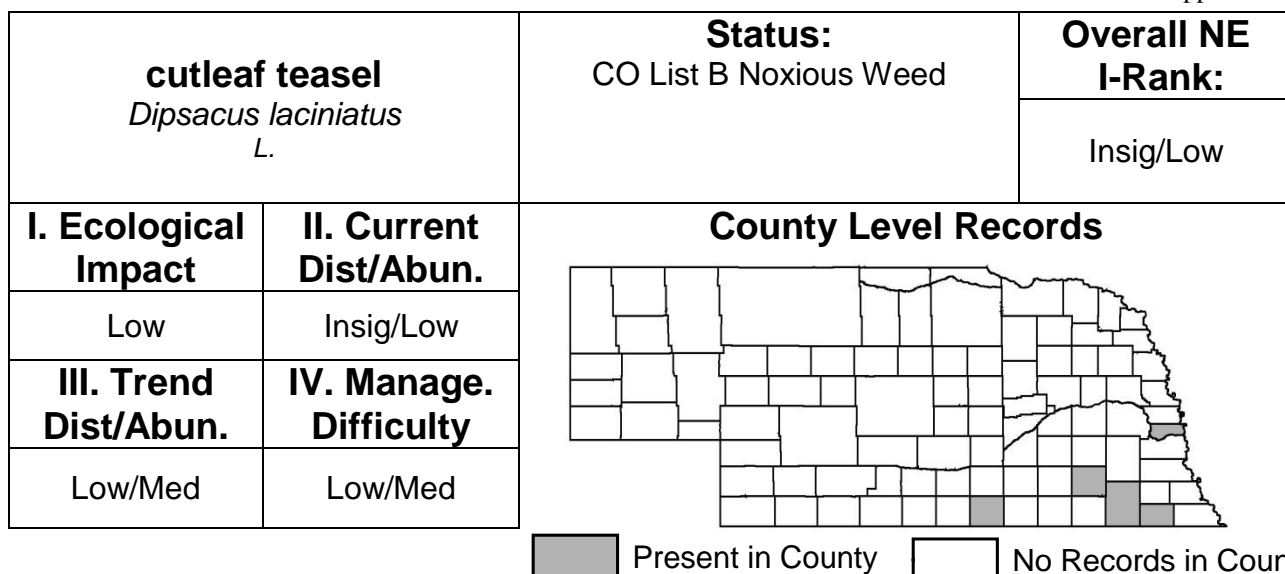 cutleaf teasel
Dipsacus laciniatus
L.
Status:
CO List B Noxious Weed
Overall NE
I-Rank:
Insig/Low
I. Ecological
Impact
II. Current
Dist/Abun.
Low
Insig/Low
III. Trend
Dist/Abun.
IV. Manage.
Difficulty
Low/Med
Low/Med
County Level Records
Present in County
No Records in Coun